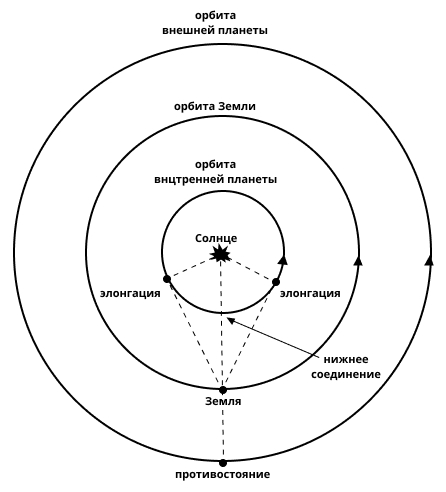 орбита
внешней планеты
орбита Земли
орбита
внцтренней планеты
Солнце
элонгация
элонгация
нижнее
соединение
Земля
противостояние